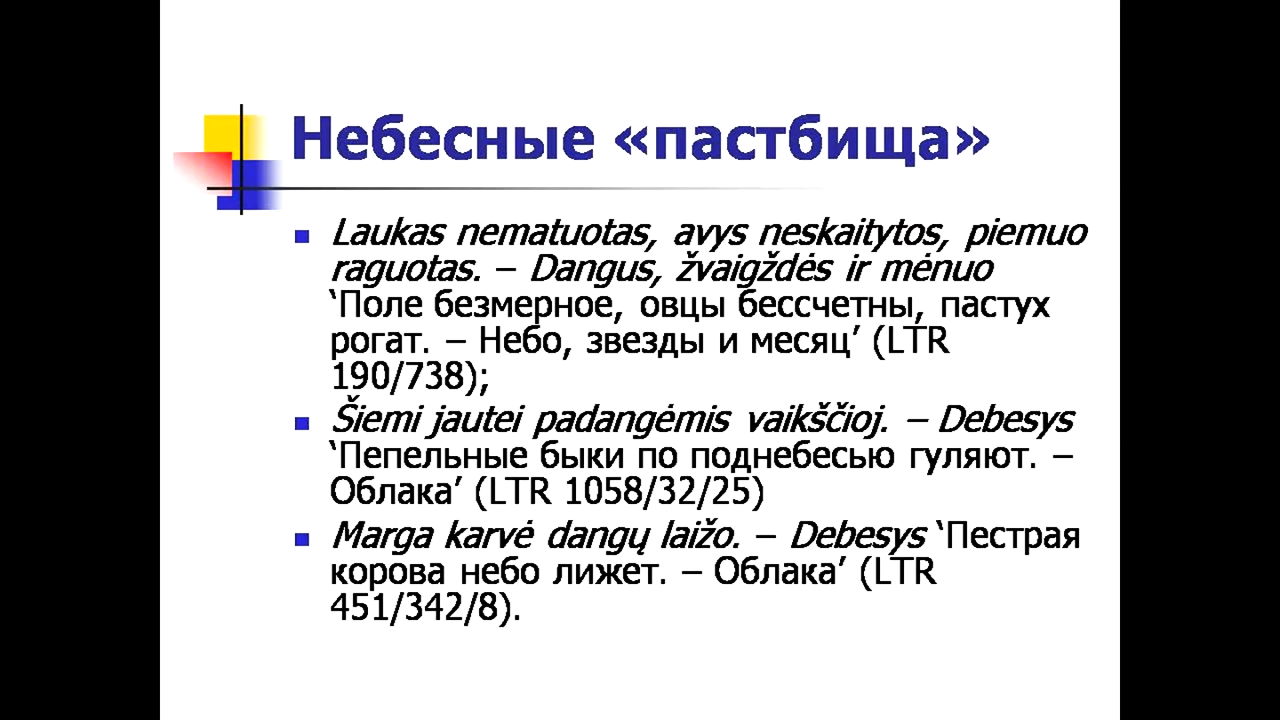 Небесные «пастбища»
Laukas nematuotas, avys neskaitytos, piemuo
raguotas. – Dangus, žvaigždės ir mėnuo
‘Поле безмерное, овцы бессчетны, пастух
рогат. – Небо, звезды и месяц’ (LTR
190/738);
Šiemi jautei padangėmis vaikščioj. – Debesys
‘Пепельные быки по поднебесью гуляют. –
Облака’ (LTR 1058/32/25)
Marga karvė dangų laižo. – Debesys ‘Пестрая
корова небо лижет. – Облака’ (LTR
451/342/8).